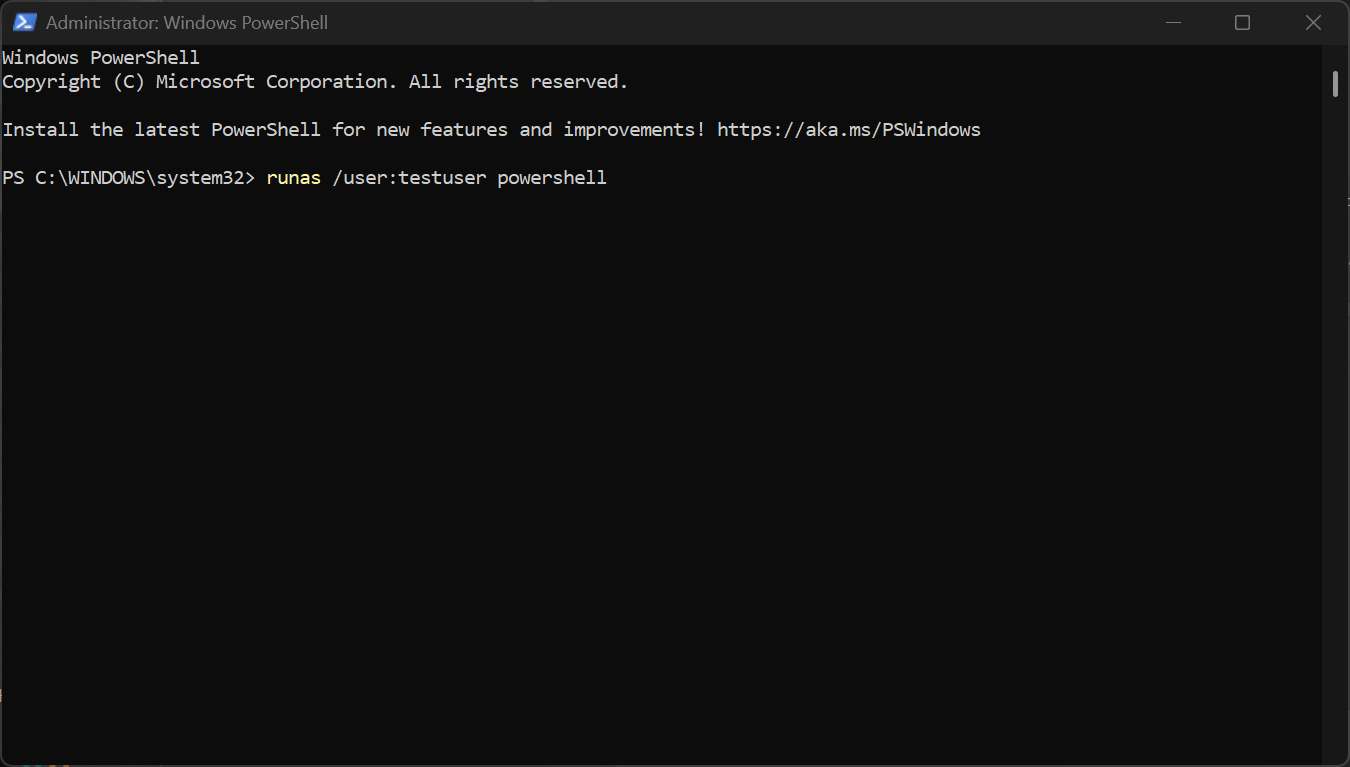 Administrator: Windows PowerShell
Windows PowerShell
Copyright (C) Microsoft Corporation. All rights reserved.
Install the latest PowerShell for new features and improvements! https://aka.ms/PSWindows
PS C:\WINDOWS\system32> runas /user:testuser powershell